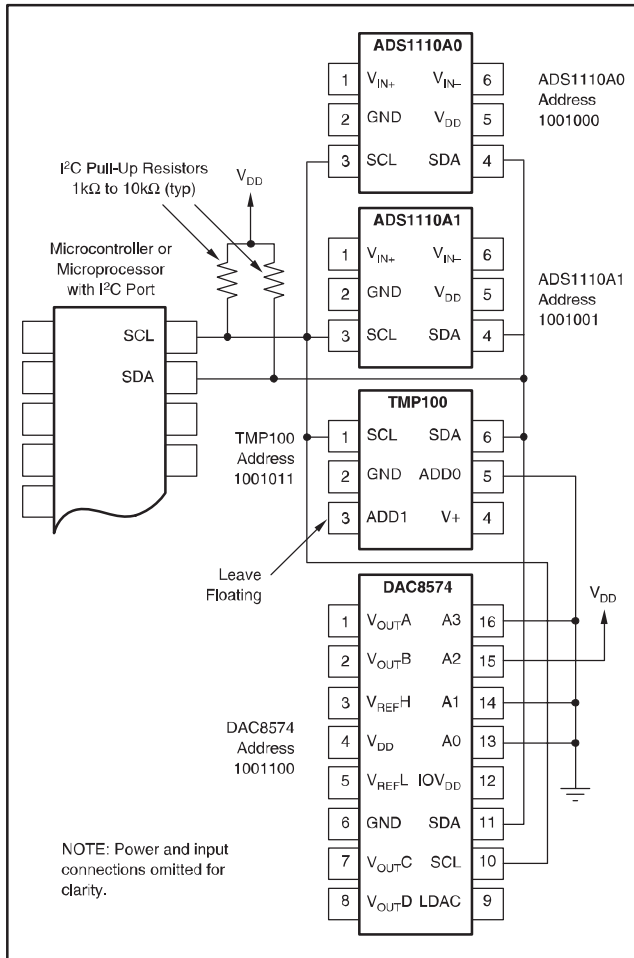 ADS1110A0
1 V_IN+ V_IN– 6
2 GND V_DD 5
3 SCL SDA 4
ADS1110A0
Address
1001000
I²C Pull-Up Resistors
1kΩ to 10kΩ (typ)
V_DD
Microcontroller or
Microprocessor
with I²C Port
SCL
SDA
ADS1110A1
1 V_IN+ V_IN– 6
2 GND V_DD 5
3 SCL SDA 4
ADS1110A1
Address
1001001
TMP100
1 SCL SDA 6
2 GND ADD0 5
3 ADD1 V+ 4
TMP100
Address
1001011
Leave
Floating
DAC8574
1 V_OUTA A3 16
2 V_OUTB A2 15
3 V_REFH A1 14
4 V_DD A0 13
5 V_REFL IOV_DD 12
6 GND SDA 11
7 V_OUTC SCL 10
8 V_OUTD LDAC 9
V_DD
DAC8574
Address
1001100
NOTE: Power and input
connections omitted for
clarity.